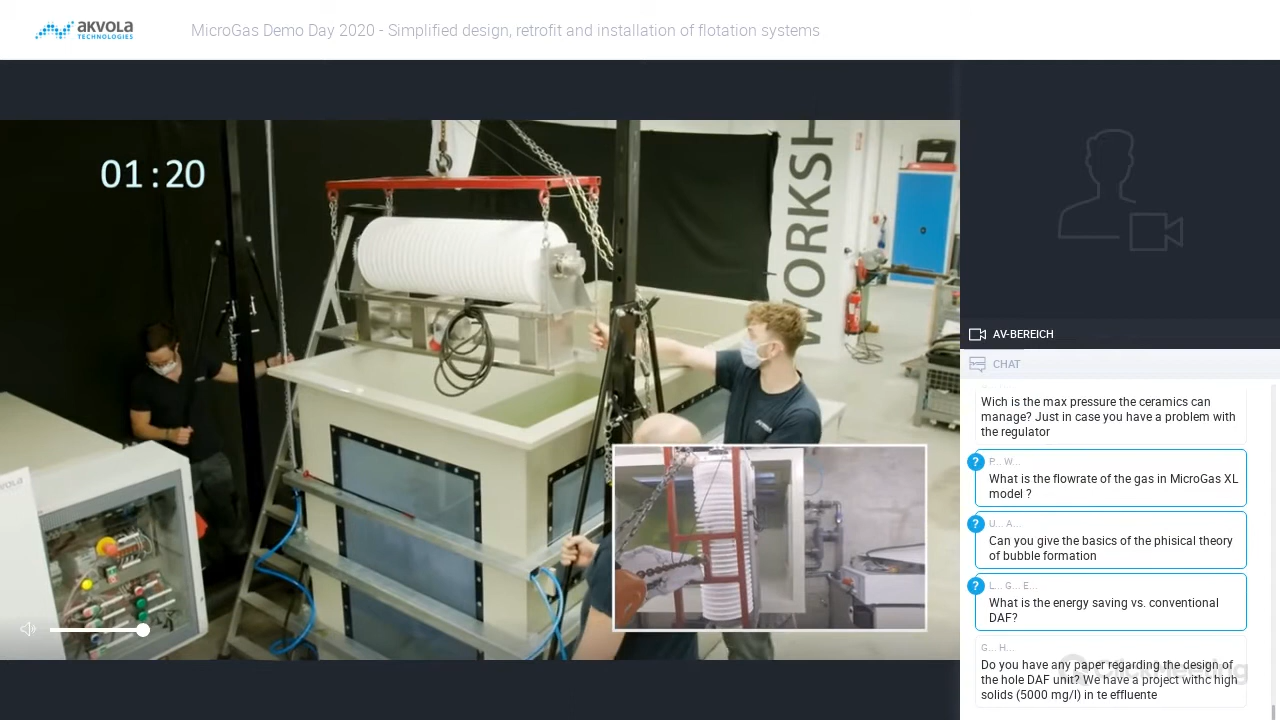 akvola
TECHNOLOGIES
MicroGas Demo Day 2020 - Simplified design, retrofit and installation of flotation systems
01:20
WORKSH
AV-BEREICH
CHAT
Wich is the max pressure the ceramics can
manage? Just in case you have a problem with
the regulator
P... W...
What is the flowrate of the gas in MicroGas XL
model ?
U... A...
Can you give the basics of the phisical theory
of bubble formation
L... G... E...
What is the energy saving vs. conventional
DAF?
G... H...
Do you have any paper regarding the design of
the hole DAF unit? We have a project withc high
solids (5000 mg/l) in te effluente